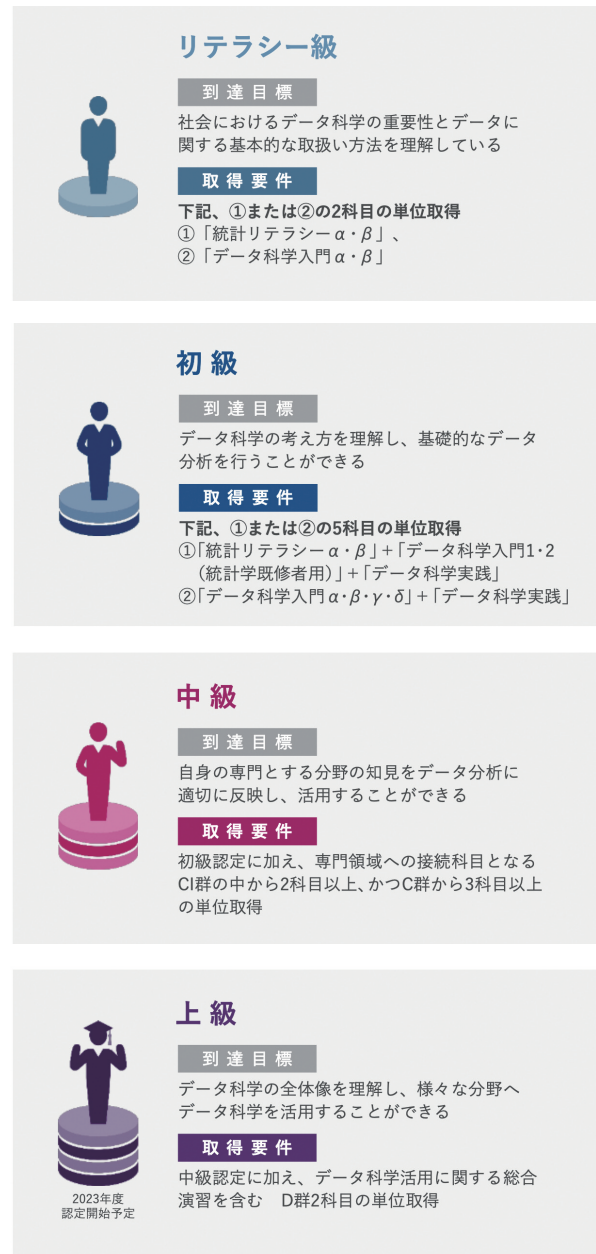 リテラシー級
到達目標
社会におけるデータ科学の重要性とデータに
関する基本的な取扱い方法を理解している
取得要件
下記、①または②の2科目の単位取得
①「統計リテラシーα・β」、
②「データ科学入門α・β」
初級
到達目標
データ科学の考え方を理解し、基礎的なデータ
分析を行うことができる
取得要件
下記、①または②の5科目の単位取得
①「統計リテラシーα・β」＋「データ科学入門1・2
（統計学既修者用）」＋「データ科学実践」
②「データ科学入門α・β・γ・δ」＋「データ科学実践」
中級
到達目標
自身の専門とする分野の知見をデータ分析に
適切に反映し、活用することができる
取得要件
初級認定に加え、専門領域への接続科目となる
CI群の中から2科目以上、かつC群から3科目以上
の単位取得
上級
到達目標
データ科学の全体像を理解し、様々な分野へ
データ科学を活用することができる
取得要件
中級認定に加え、データ科学活用に関する総合
演習を含む　D群2科目の単位取得
2023年度
認定開始予定